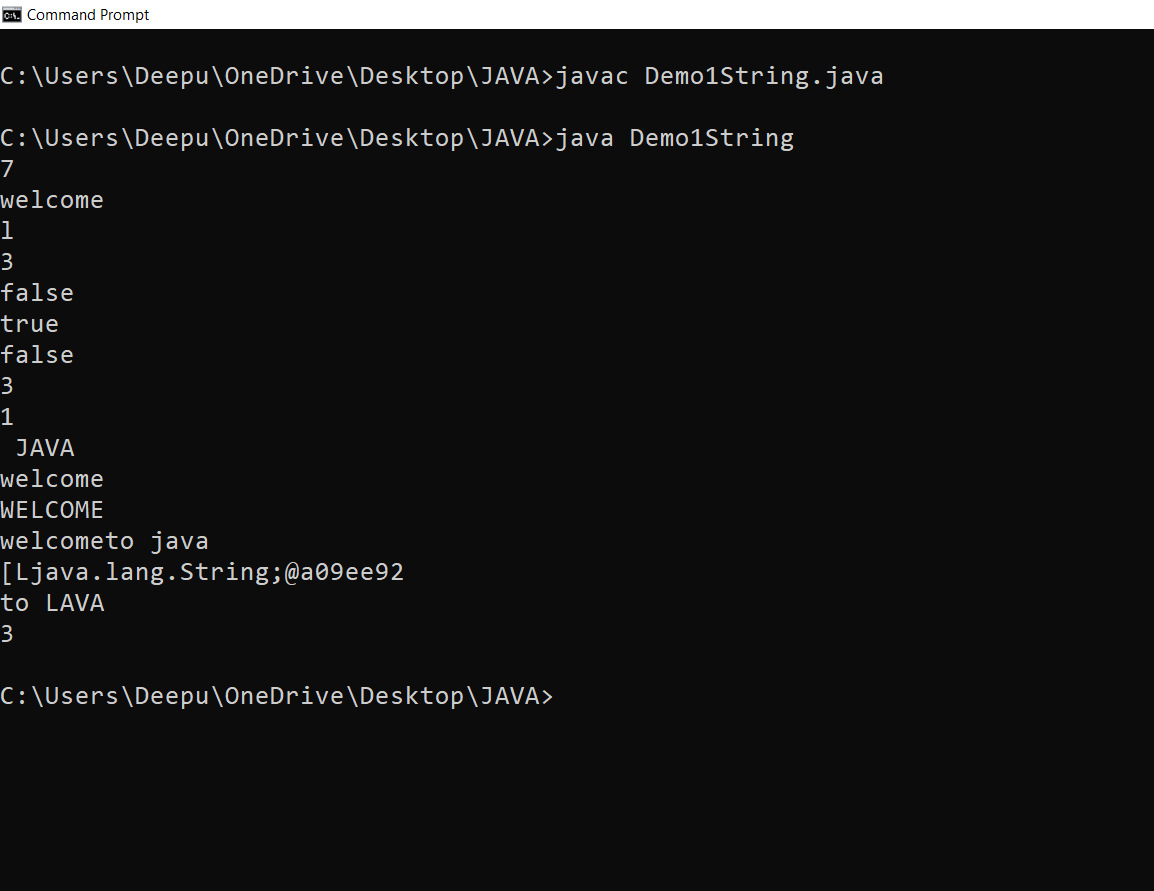 Command Prompt
C:\Users\Deepu\OneDrive\Desktop\JAVA>javac Demo1String.java
C:\Users\Deepu\OneDrive\Desktop\JAVA>java Demo1String
7
welcome
l
3
false
true
false
3
1
 JAVA
welcome
WELCOME
welcometo java
[Ljava.lang.String;@a09ee92
to LAVA
3
C:\Users\Deepu\OneDrive\Desktop\JAVA>